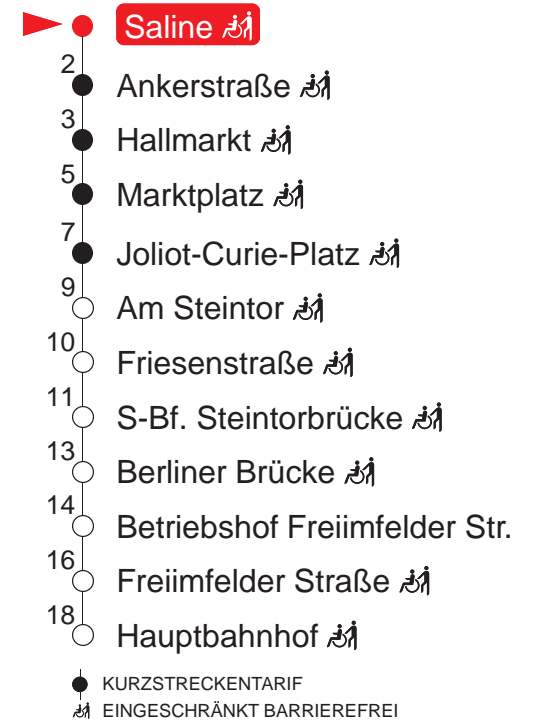 Saline
2
Ankerstraße
3
Hallmarkt
5
Marktplatz
7
Joliot-Curie-Platz
9
Am Steintor
10
Friesenstraße
11
S-Bf. Steintorbrücke
13
Berliner Brücke
14
Betriebshof Freiimfelder Str.
16
Freiimfelder Straße
18
Hauptbahnhof
KURZSTRECKENTARIF
EINGESCHRÄNKT BARRIEREFREI